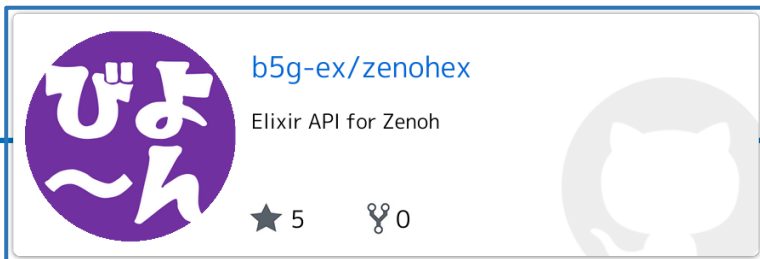 びよ
~ん
b5g-ex/zenohex
Elixir API for Zenoh
5
0